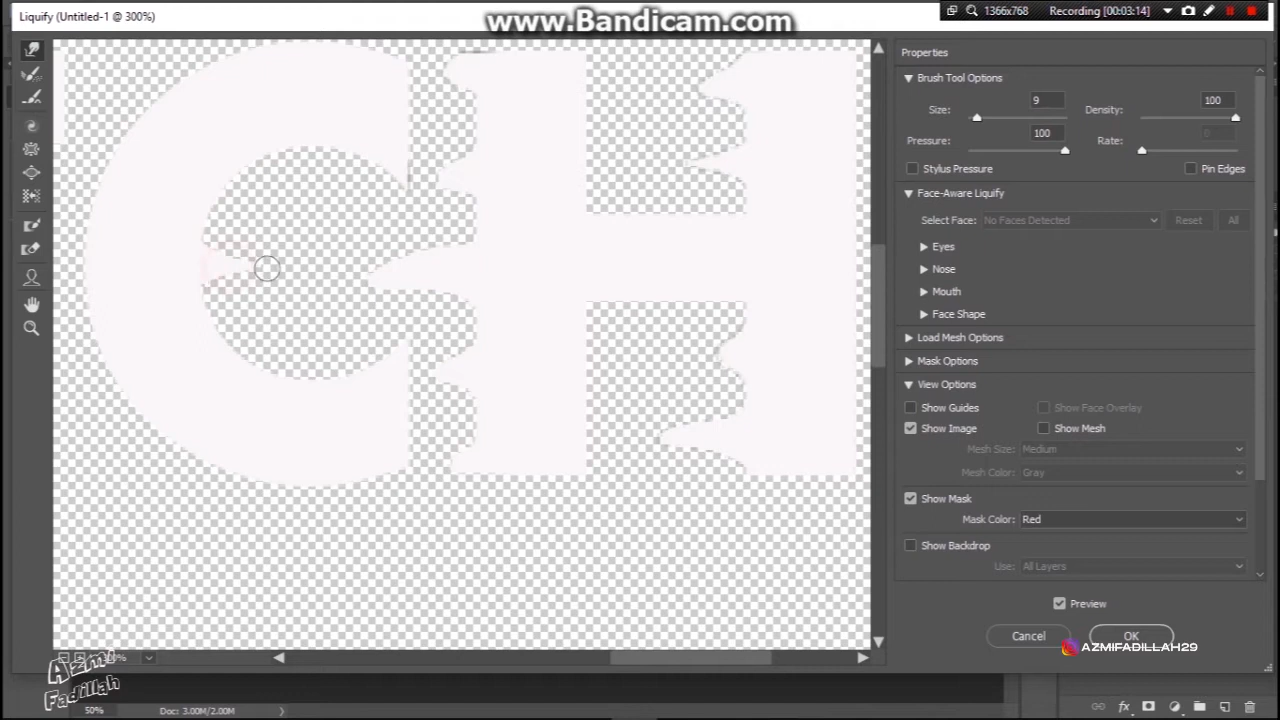 Liquify (Untitled-1 @ 300%)
www.Bandicam.com
1366x768 Recording [00:03:14]
Properties
Brush Tool Options
Size: 9 Density: 100
Pressure: 100 Rate: 0
Stylus Pressure Pin Edges
Face-Aware Liquify
Select Face: No Faces Detected Reset All
Eyes
Nose
Mouth
Face Shape
Load Mesh Options
Mask Options
View Options
Show Guides Show Face Overlay
Show Image Show Mesh
Mesh Size: Medium
Mesh Color: Gray
Show Mask
Mask Color: Red
Show Backdrop
Use: All Layers
Preview
Cancel OK
AZMIFADILLAH29
CH
Azmi
Fadillah
50% Doc: 3.00M/2.00M
fx